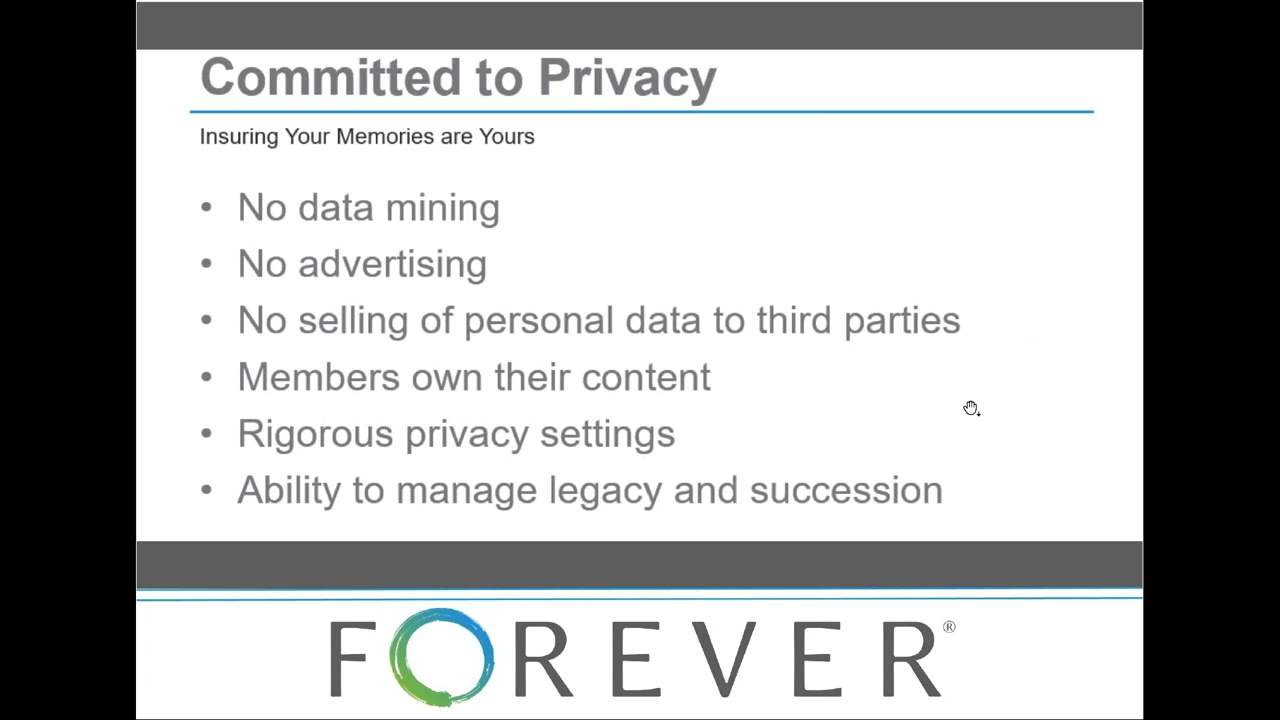 Committed to Privacy
Insuring Your Memories are Yours
• No data mining
• No advertising
• No selling of personal data to third parties
• Members own their content
• Rigorous privacy settings
• Ability to manage legacy and succession
FOREVER®